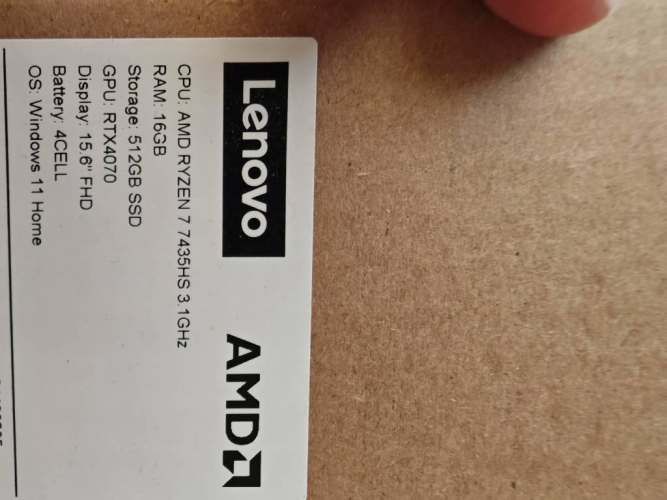 Lenovo AMD
CPU: AMD RYZEN 7 7435HS 3.1GHz
RAM: 16GB
Storage: 512GB SSD
GPU: RTX4070
Display: 15.6" FHD
Battery: 4CELL
OS: Windows 11 Home